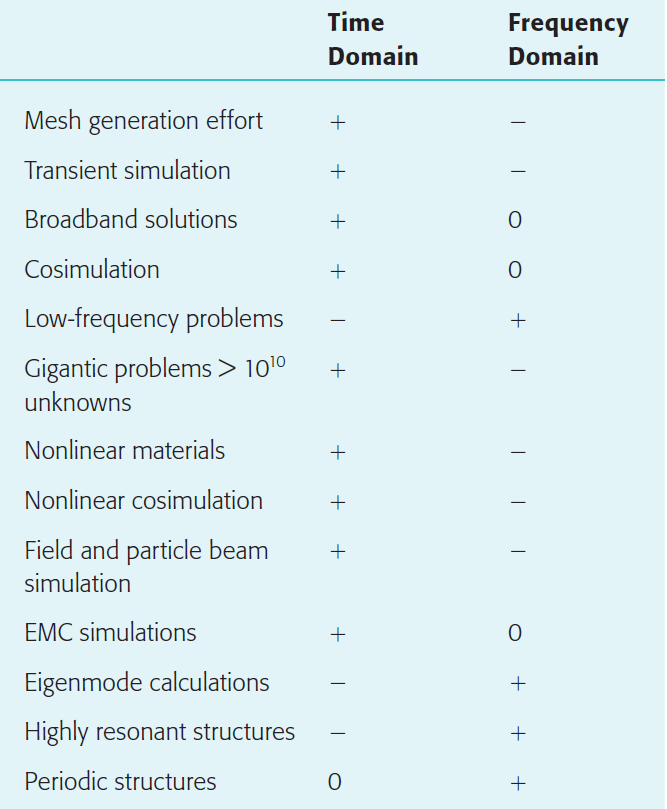 Time Domain Frequency Domain
Mesh generation effort + −
Transient simulation + −
Broadband solutions + 0
Cosimulation + 0
Low-frequency problems − +
Gigantic problems > 10¹⁰ + −
unknowns
Nonlinear materials + −
Nonlinear cosimulation + −
Field and particle beam + −
simulation
EMC simulations + 0
Eigenmode calculations − +
Highly resonant structures − +
Periodic structures 0 +